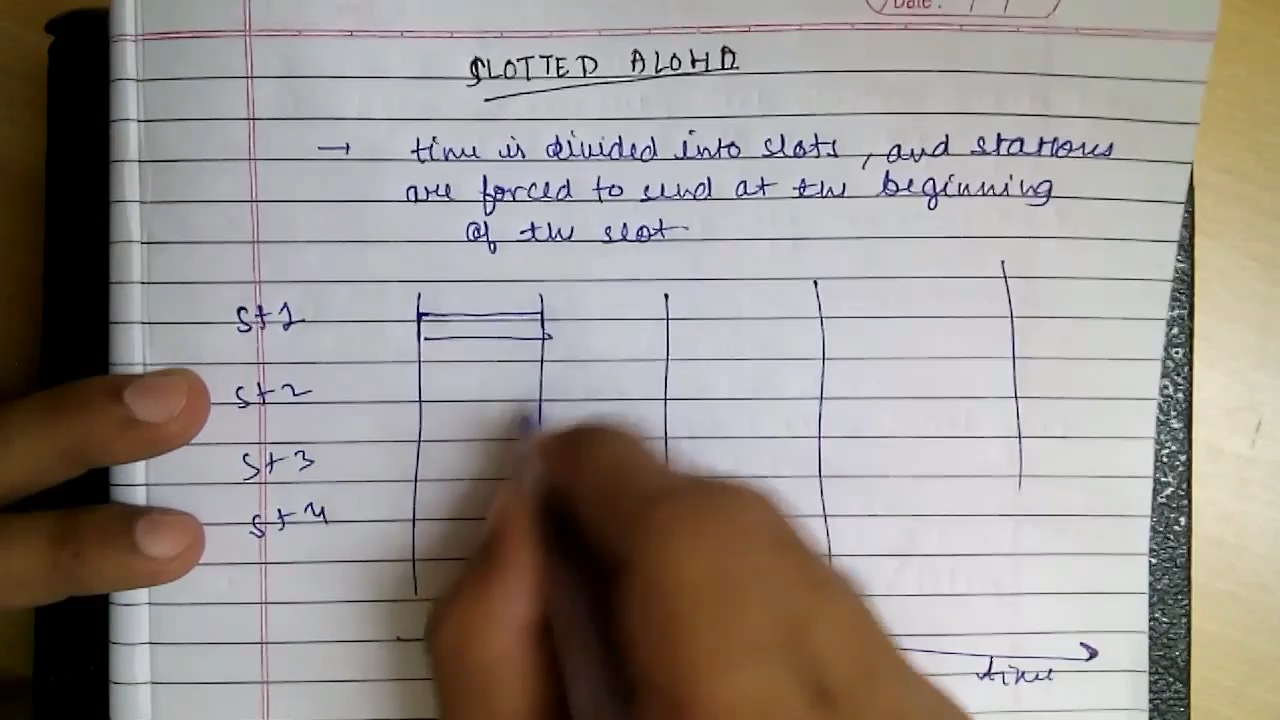 Date: / /
SLOTTED ALOHA
→ time is divided into slots, and stations
are forced to send at the beginning
of the slot.
St 1
St 2
St 3
St 4
time